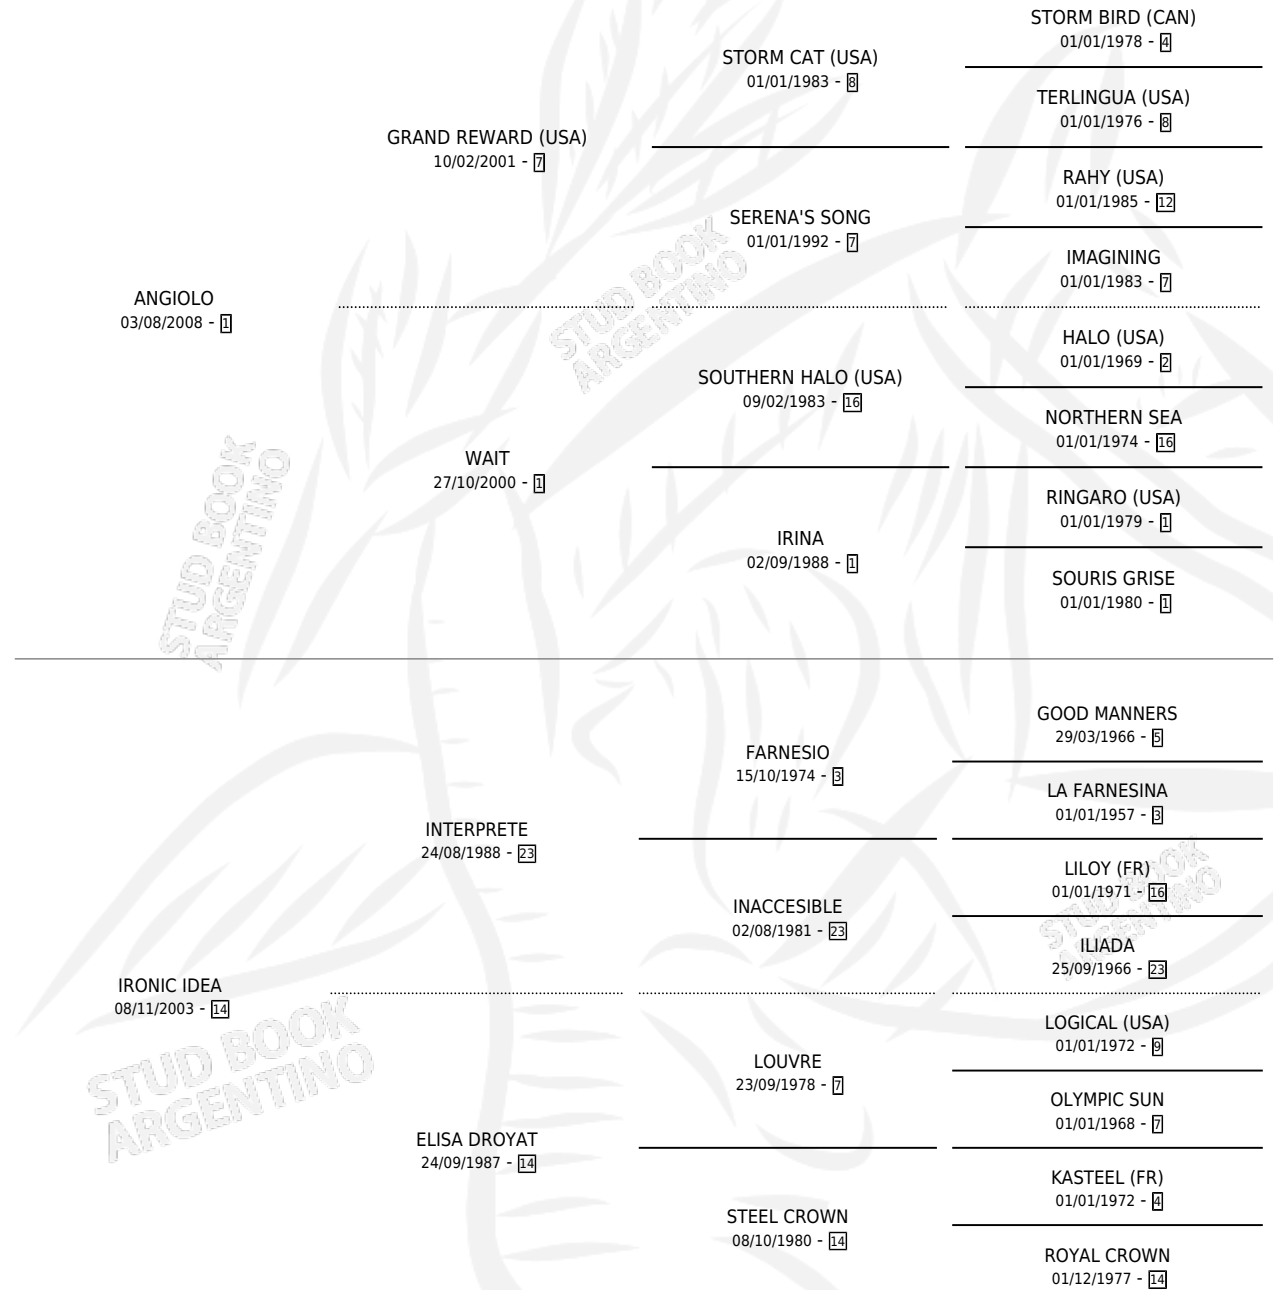 STORM BIRD (CAN)
01/01/1978 - 4
STORM CAT (USA)
01/01/1983 - 8
TERLINGUA (USA)
01/01/1976 - 8
GRAND REWARD (USA)
10/02/2001 - 7
RAHY (USA)
01/01/1985 - 12
SERENA'S SONG
01/01/1992 - 7
IMAGINING
01/01/1983 - 7
ANGIOLO
03/08/2008 - 1
HALO (USA)
01/01/1969 - 2
SOUTHERN HALO (USA)
09/02/1983 - 16
NORTHERN SEA
01/01/1974 - 16
WAIT
27/10/2000 - 1
RINGARO (USA)
01/01/1979 - 1
IRINA
02/09/1988 - 1
SOURIS GRISE
01/01/1980 - 1
STUD BOOK
ARGENTINO
STUD BOOK
ARGENTINO
GOOD MANNERS
29/03/1966 - 5
FARNESIO
15/10/1974 - 3
LA FARNESINA
01/01/1957 - 3
INTERPRETE
24/08/1988 - 23
LILOY (FR)
01/01/1971 - 16
INACCESIBLE
02/08/1981 - 23
ILIADA
25/09/1966 - 23
IRONIC IDEA
08/11/2003 - 14
LOGICAL (USA)
01/01/1972 - 9
LOUVRE
23/09/1978 - 7
OLYMPIC SUN
01/01/1968 - 7
ELISA DROYAT
24/09/1987 - 14
KASTEEL (FR)
01/01/1972 - 4
STEEL CROWN
08/10/1980 - 14
ROYAL CROWN
01/12/1977 - 14
STUD BOOK
ARGENTINO
STUD BOOK
ARGENTINO